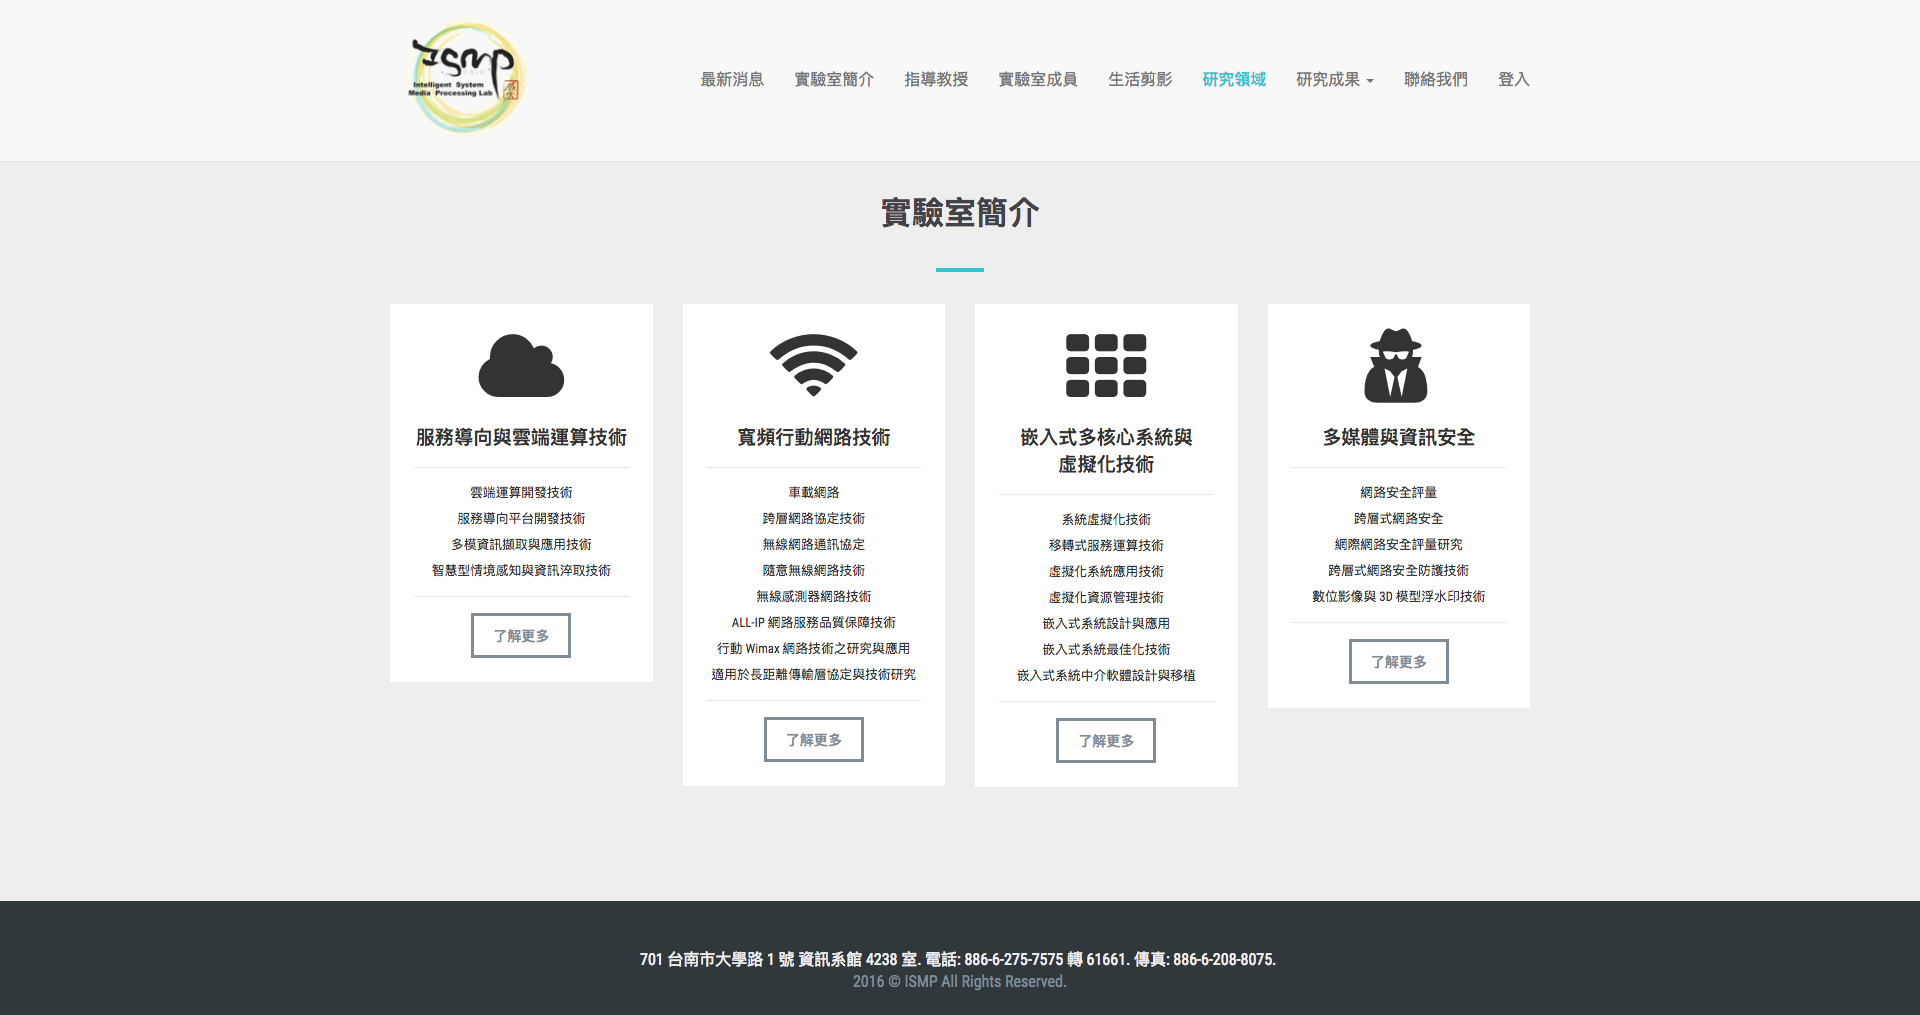 ISMP
Intelligent System
Media Processing Lab
最新消息
實驗室簡介
指導教授
實驗室成員
生活剪影
研究領域
研究成果
聯絡我們
登入
實驗室簡介
服務導向與雲端運算技術
雲端運算開發技術
服務導向平台開發技術
多模資訊擷取與應用技術
智慧型情境感知與資訊淬取技術
了解更多
寬頻行動網路技術
車載網路
跨層網路協定技術
無線網路通訊協定
隨意無線網路技術
無線感測器網路技術
ALL-IP 網路服務品質保障技術
行動 Wimax 網路技術之研究與應用
適用於長距離傳輸層協定與技術研究
了解更多
嵌入式多核心系統與
虛擬化技術
系統虛擬化技術
移轉式服務運算技術
虛擬化系統應用技術
虛擬化資源管理技術
嵌入式系統設計與應用
嵌入式系統最佳化技術
嵌入式系統中介軟體設計與移植
了解更多
多媒體與資訊安全
網路安全評量
跨層式網路安全
網際網路安全評量研究
跨層式網路安全防護技術
數位影像與 3D 模型浮水印技術
了解更多
701 台南市大學路 1 號 資訊系館 4238 室. 電話: 886-6-275-7575 轉 61661. 傳真: 886-6-208-8075.
2016 © ISMP All Rights Reserved.